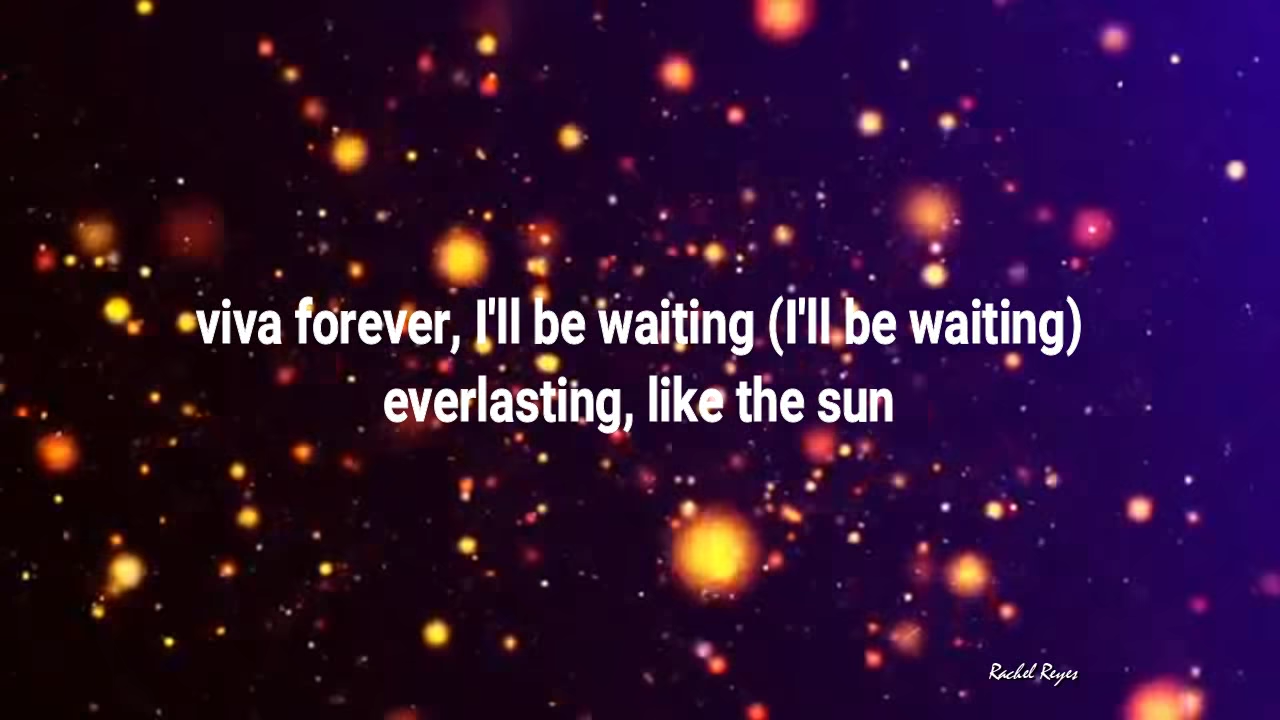 viva forever, I'll be waiting (I'll be waiting)
everlasting, like the sun
Rachel Reyes